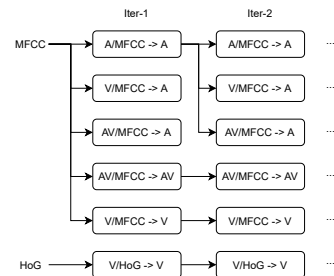 Iter-1 Iter-2
MFCC A/MFCC -> A A/MFCC -> A ...
V/MFCC -> A V/MFCC -> A ...
AV/MFCC -> A AV/MFCC -> A ...
AV/MFCC -> AV AV/MFCC -> AV ...
V/MFCC -> V V/MFCC -> V ...
HoG V/HoG -> V V/HoG -> V ...